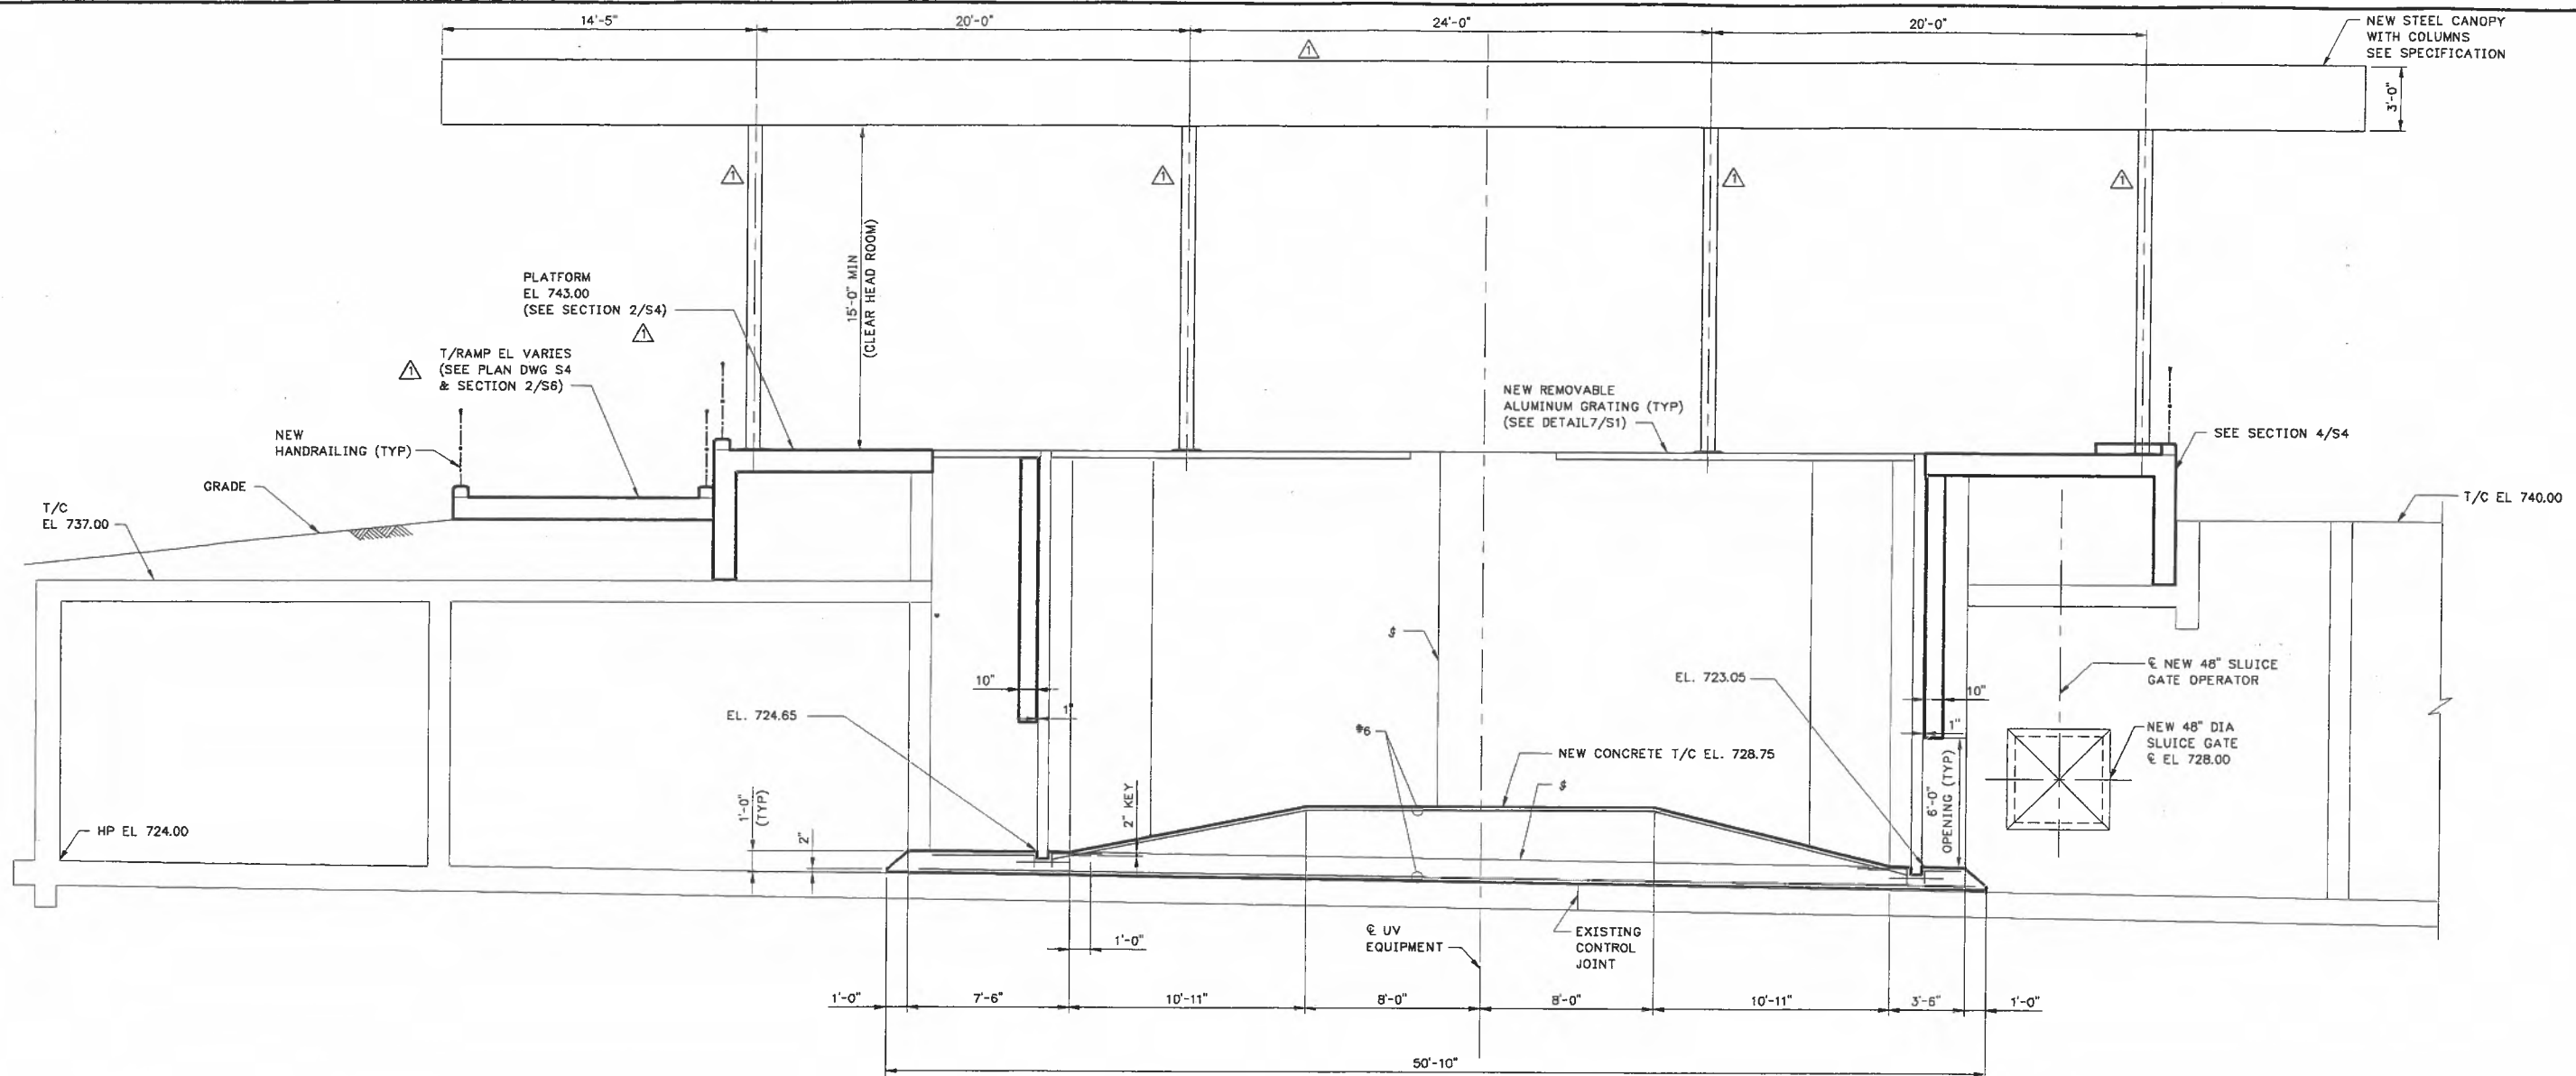 14'-5"
20'-0"
24'-0"
20'-0"
NEW STEEL CANOPY
WITH COLUMNS
SEE SPECIFICATION
3'-0"
1
1
1
1
1
15'-0" MIN
(CLEAR HEAD ROOM)
PLATFORM
EL 743.00
(SEE SECTION 2/S4)
1
1
T/RAMP EL VARIES
(SEE PLAN DWG S4
& SECTION 2/S6)
NEW REMOVABLE
ALUMINUM GRATING (TYP)
(SEE DETAIL7/S1)
NEW
HANDRAILING (TYP)
SEE SECTION 4/S4
GRADE
T/C
EL 737.00
T/C EL 740.00
10"
1"
EL. 724.65
EL. 723.05
10"
1"
℄ NEW 48" SLUICE
GATE OPERATOR
NEW 48" DIA
SLUICE GATE
℄ EL 728.00
#6
NEW CONCRETE T/C EL. 728.75
6'-0"
OPENING (TYP)
HP EL 724.00
1'-0"
(TYP)
2"
2" KEY
1'-0"
℄ UV
EQUIPMENT
EXISTING
CONTROL
JOINT
1'-0"
7'-6"
10'-11"
8'-0"
8'-0"
10'-11"
3'-6"
1'-0"
50'-10"